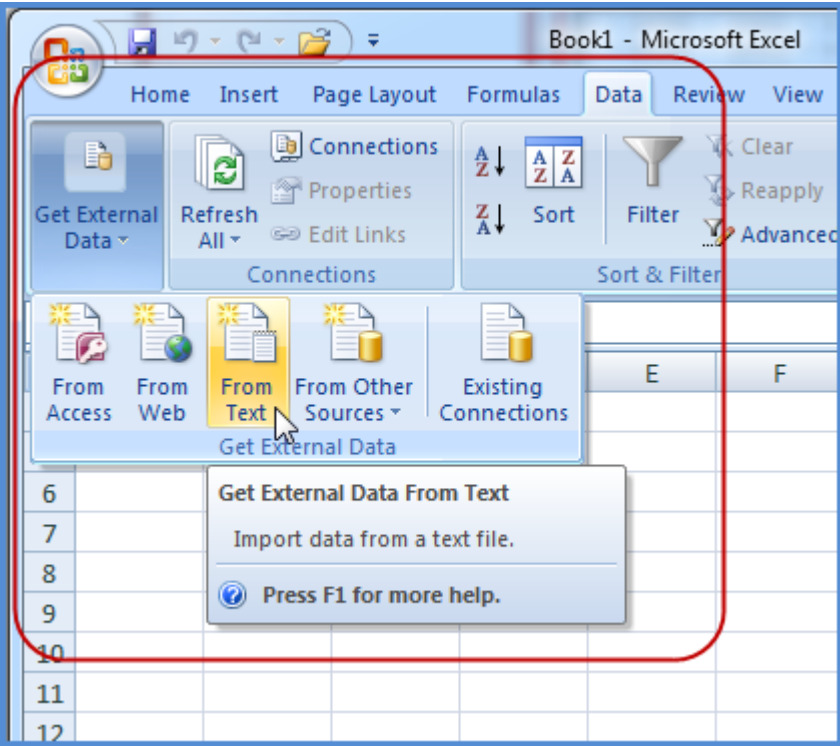 Book1 - Microsoft Excel
Home Insert Page Layout Formulas Data Review View
Get External Data
Refresh All
Connections
Properties
Edit Links
Connections
A Z
Z A
A Z Z A
Sort
Filter
Clear
Reapply
Advanced
Sort & Filter
From Access
From Web
From Text
From Other Sources
Existing Connections
Get External Data
E F
Get External Data From Text
Import data from a text file.
Press F1 for more help.
6
7
8
9
10
11
12